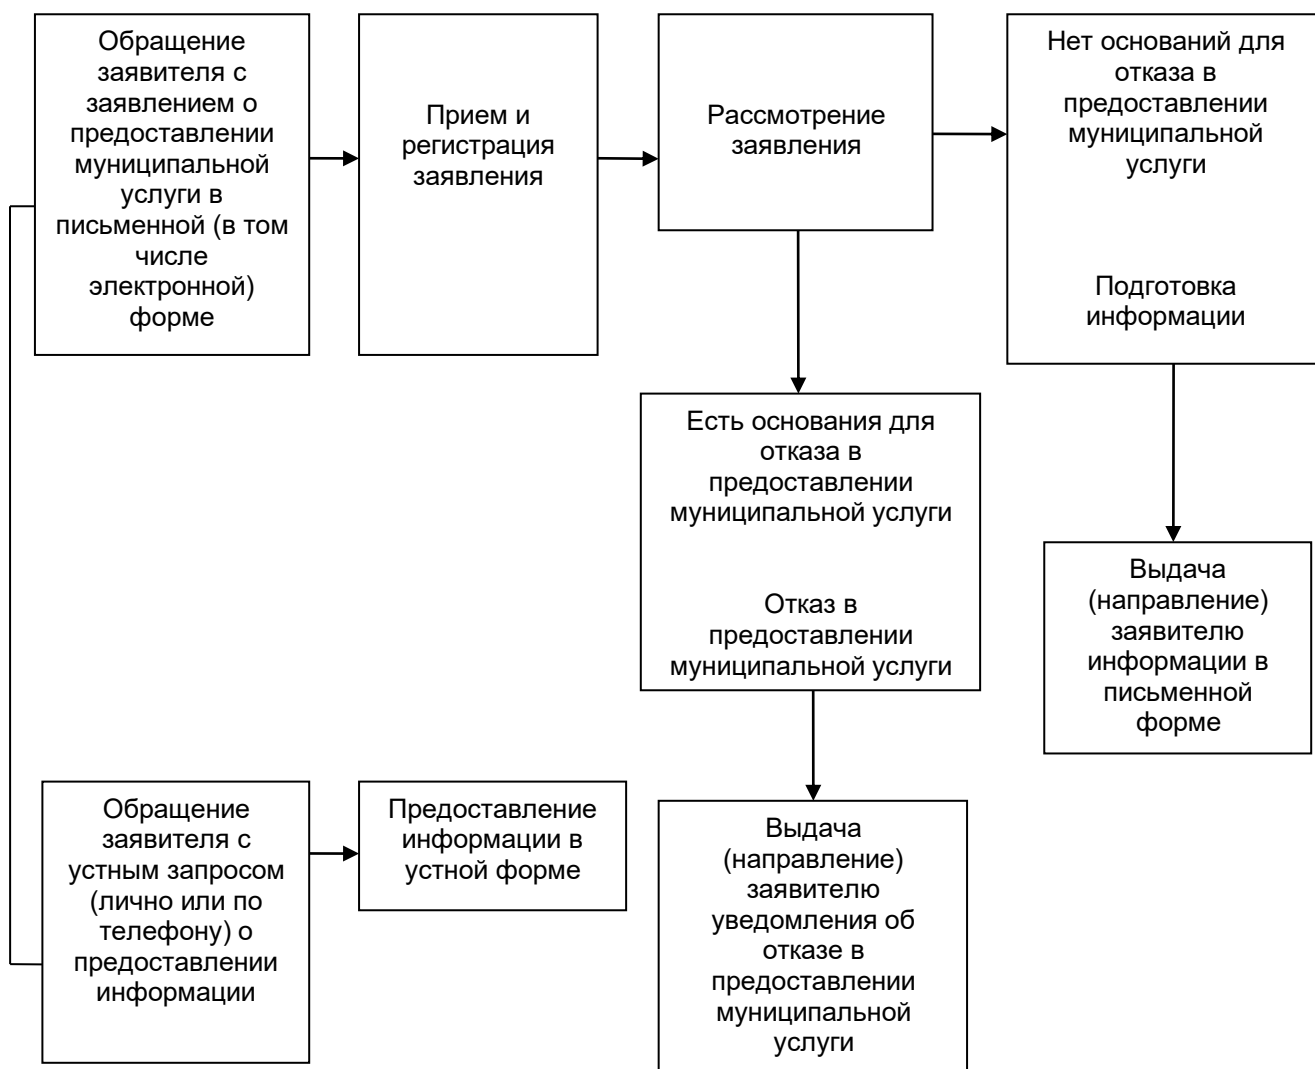 Обращение
заявителя с
заявлением о
предоставлении
муниципальной
услуги в
письменной (в том
числе
электронной)
форме
Прием и
регистрация
заявления
Рассмотрение
заявления
Нет оснований для
отказа в
предоставлении
муниципальной
услуги
Подготовка
информации
Есть основания для
отказа в
предоставлении
муниципальной услуги
Отказ в
предоставлении
муниципальной услуги
Выдача
(направление)
заявителю
информации в
письменной
форме
Обращение
заявителя с
устным запросом
(лично или по
телефону) о
предоставлении
информации
Предоставление
информации в
устной форме
Выдача
(направление)
заявителю
уведомления об
отказе в
предоставлении
муниципальной
услуги